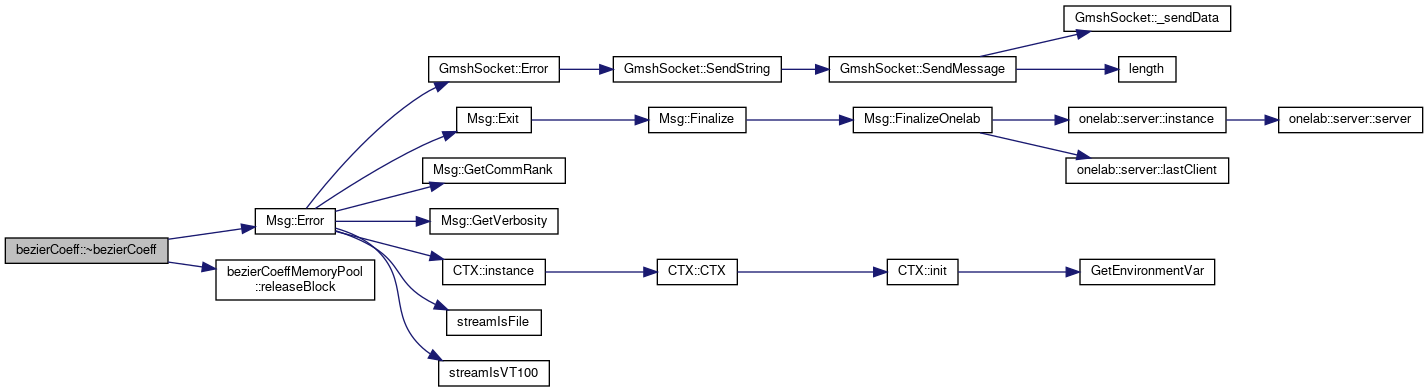 GmshSocket::_sendData
GmshSocket::Error
GmshSocket::SendString
GmshSocket::SendMessage
length
Msg::Exit
Msg::Finalize
Msg::FinalizeOnelab
onelab::server::instance
onelab::server::server
Msg::GetCommRank
onelab::server::lastClient
Msg::Error
Msg::GetVerbosity
bezierCoeff::~bezierCoeff
bezierCoeffMemoryPool
::releaseBlock
CTX::instance
CTX::CTX
CTX::init
GetEnvironmentVar
streamIsFile
streamIsVT100